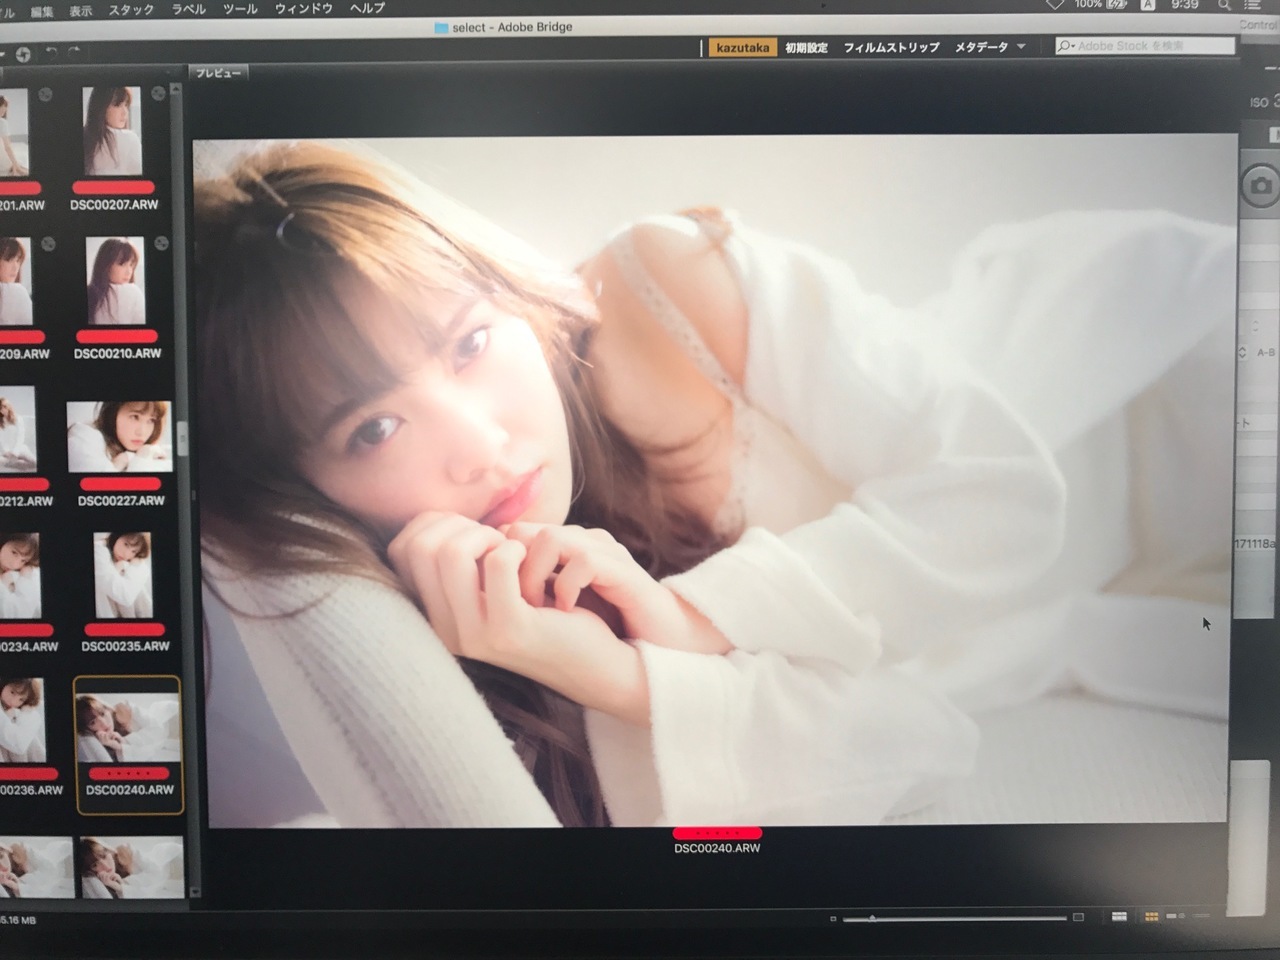 編集 表示 スタック ラベル ツール ウィンドウ ヘルプ 100% A 9:39
select - Adobe Bridge
kazutaka 初期設定 フィルムストリップ メタデータ Adobe Stock を検索
Control
プレビュー
ISO
201.ARW DSC00207.ARW
209.ARW DSC00210.ARW
A-B
0212.ARW DSC00227.ARW
171118a
0234.ARW DSC00235.ARW
00236.ARW DSC00240.ARW
DSC00240.ARW
5.16 MB